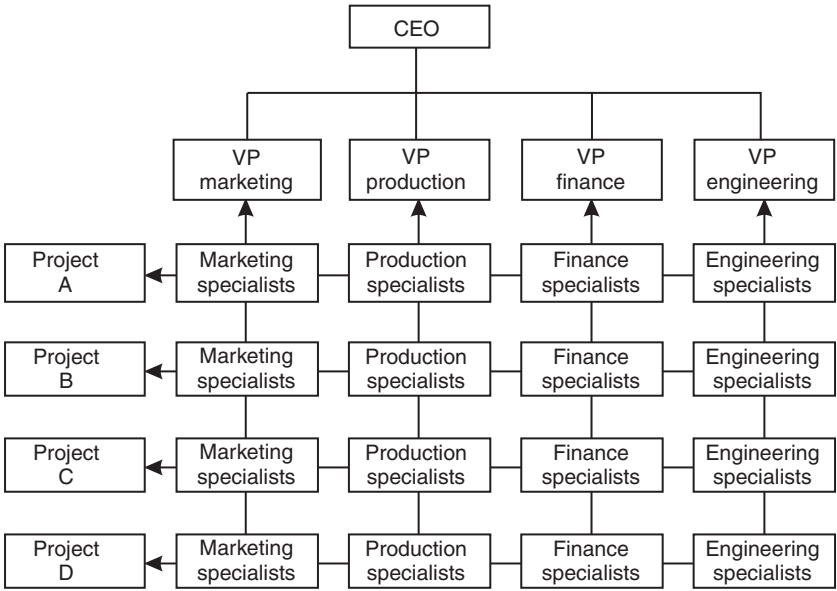 CEO
VP
marketing
VP
production
VP
finance
VP
engineering
Project
A
Marketing
specialists
Production
specialists
Finance
specialists
Engineering
specialists
Project
B
Marketing
specialists
Production
specialists
Finance
specialists
Engineering
specialists
Project
C
Marketing
specialists
Production
specialists
Finance
specialists
Engineering
specialists
Project
D
Marketing
specialists
Production
specialists
Finance
specialists
Engineering
specialists